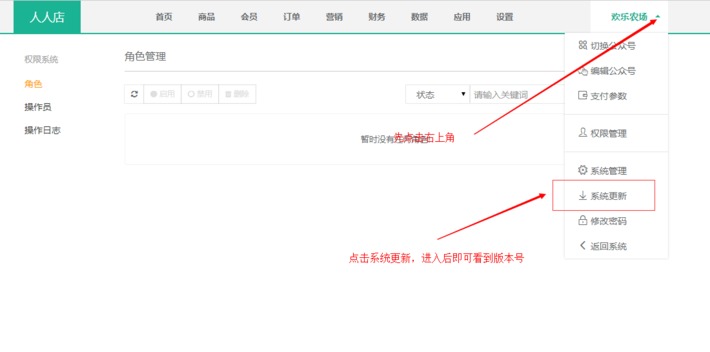 人人店
首页 商品 会员 订单 营销 财务 数据 应用 设置 欢乐农场
权限系统
角色
操作员
操作日志
角色管理
启用 禁用 删除 状态 请输入关键词
暂时没有
先点击右上角
切换公众号
编辑公众号
支付参数
权限管理
系统管理
系统更新
修改密码
返回系统
点击系统更新，进入后即可看到版本号